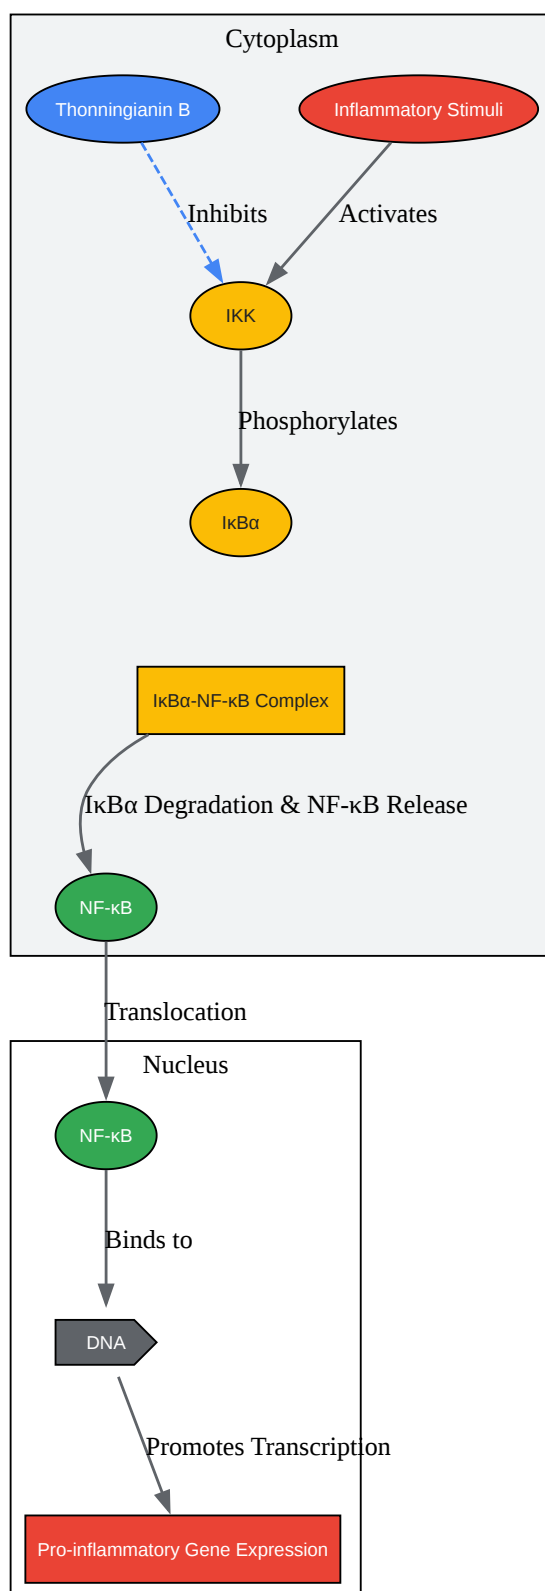 Cytoplasm
Thonningianin B
Inflammatory Stimuli
Inhibits
Activates
IKK
Phosphorylates
IκBα
IκBα-NF-κB Complex
IκBα Degradation & NF-κB Release
NF-κB
Translocation
Nucleus
NF-κB
Binds to
DNA
Promotes Transcription
Pro-inflammatory Gene Expression